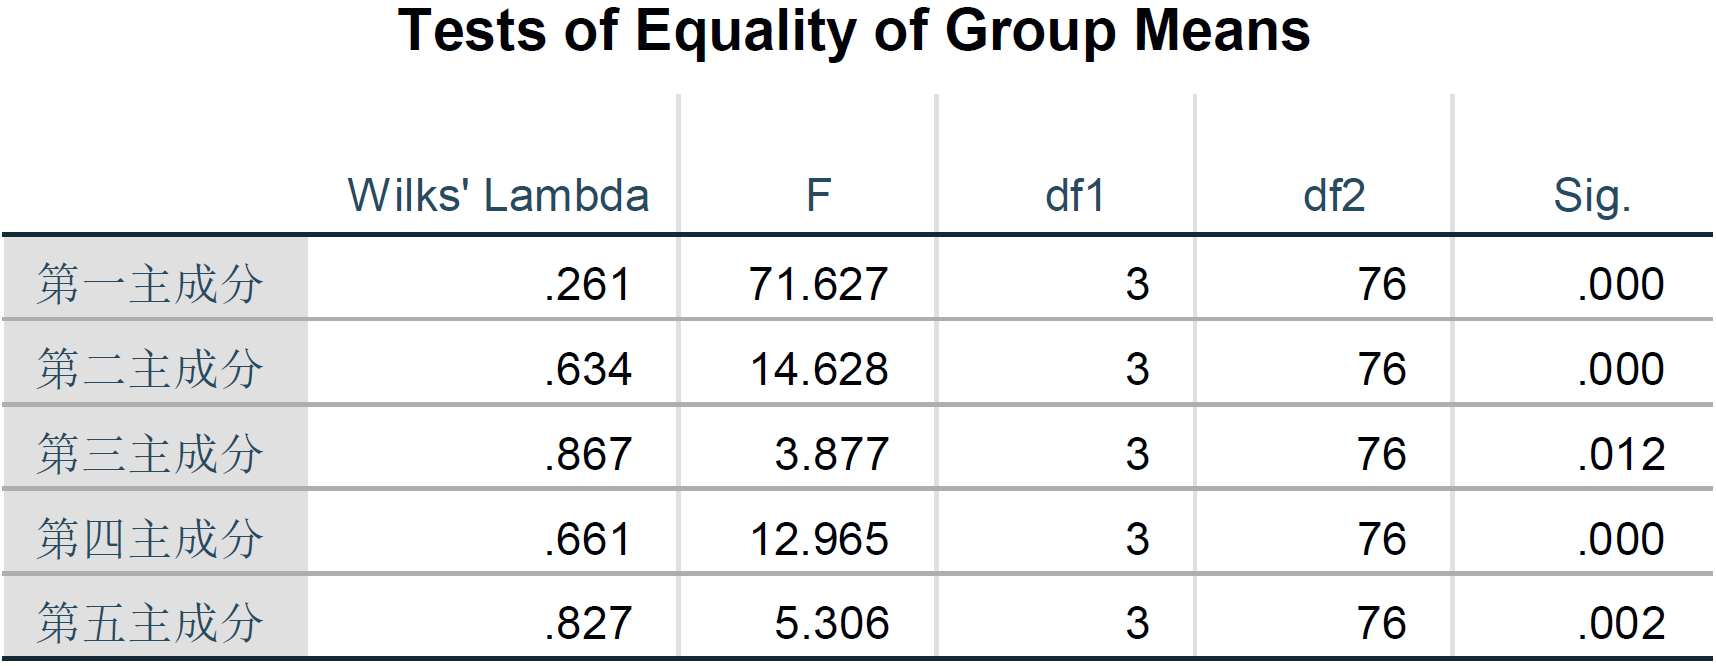 Tests of Equality of Group Means
Wilks' Lambda F df1 df2 Sig.
第一主成分 .261 71.627 3 76 .000
第二主成分 .634 14.628 3 76 .000
第三主成分 .867 3.877 3 76 .012
第四主成分 .661 12.965 3 76 .000
第五主成分 .827 5.306 3 76 .002